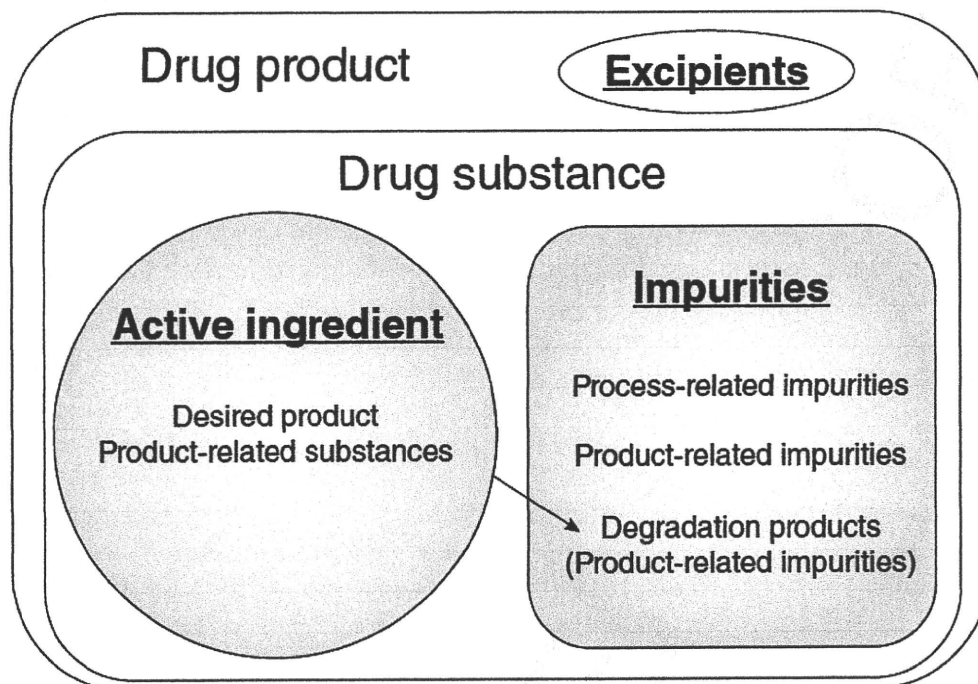 Drug product
Excipients
Drug substance
Active ingredient
Desired product
Product-related substances
Impurities
Process-related impurities
Product-related impurities
Degradation products
(Product-related impurities)